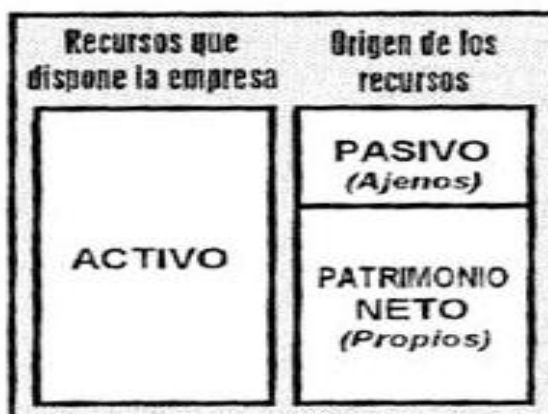 Recursos que
dispone la empresa
Origen de los
recursos
ACTIVO
PASIVO
(Ajenos)
PATRIMONIO
NETO
(Propios)